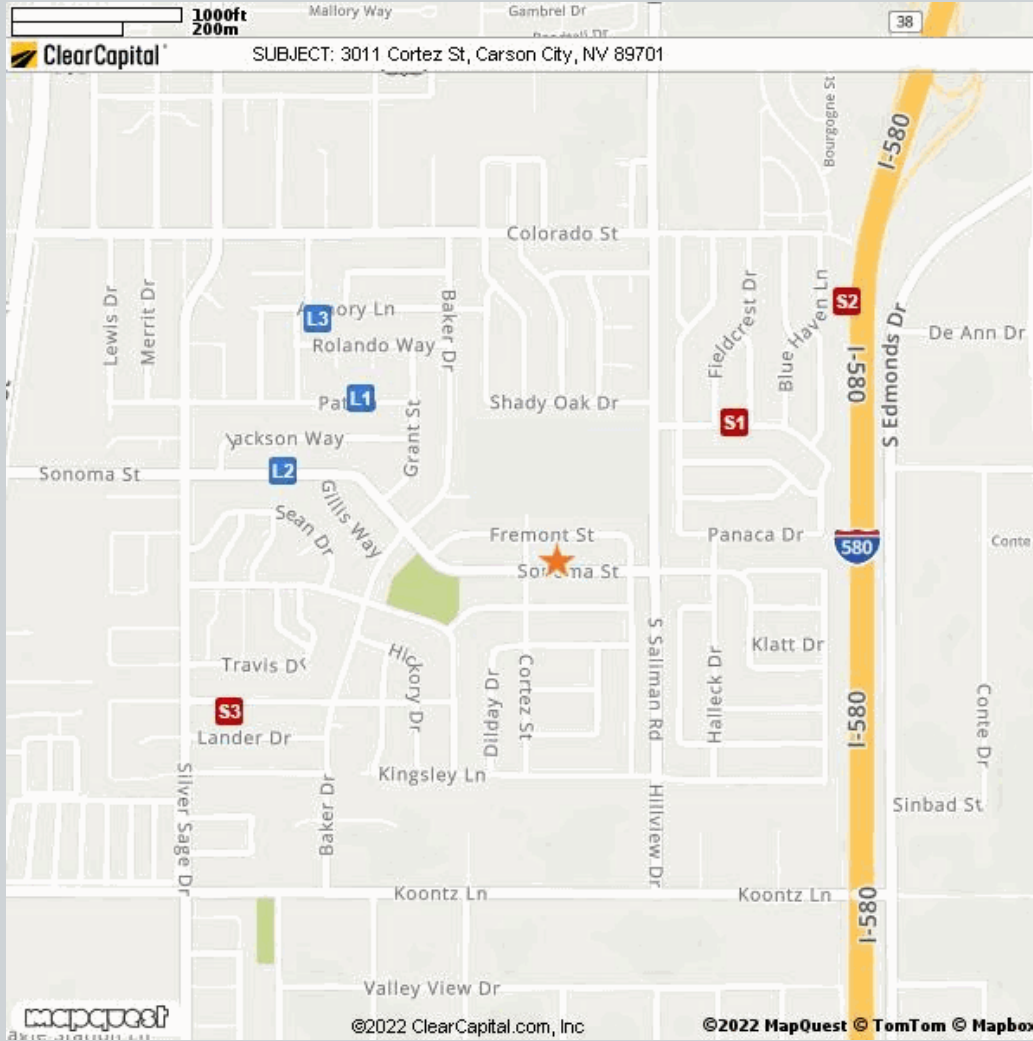 1000ft
200m
Mallory Way
Gambrel Dr
38
ClearCapital
SUBJECT: 3011 Cortez St, Carson City, NV 89701
Bourgogne St
I-580
Colorado St
Lewis Dr
Merrit Dr
L3
Rolando Way
Baker Dr
Fieldcrest Dr
Blue Haven Ln
S2
I-580
S Edmonds Dr
De Ann Dr
L1
Grant St
Shady Oak Dr
S1
Jackson Way
Sonoma St
L2
Gillis Way
Sean Dr
Fremont St
Panaca Dr
580
Conte
Sonoma St
S Saliman Rd
Klatt Dr
Travis Dr
Hickory Dr
Dilday Dr
Cortez St
Halleck Dr
I-580
Conte Dr
S3
Lander Dr
Kingsley Ln
Silver Sage Dr
Baker Dr
Hillview Dr
Sinbad St
Koontz Ln
Koontz Ln
I-580
Valley View Dr
mapquest
©2022 ClearCapital.com, Inc
©2022 MapQuest © TomTom © Mapbox